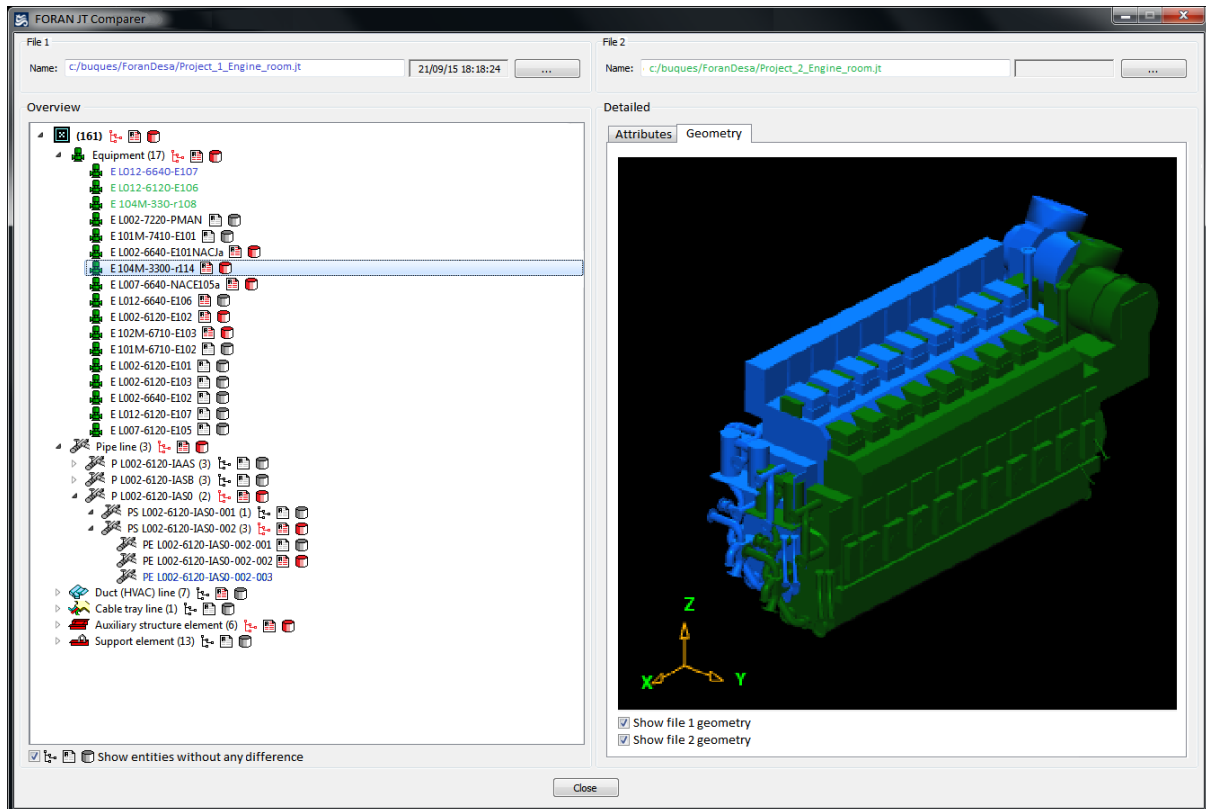 FORAN JT Comparer
File 1
Name: c:/buques/ForanDesa/Project_1_Engine_room.jt 21/09/15 18:18:24 ...
File 2
Name: c:/buques/ForanDesa/Project_2_Engine_room.jt ...
Overview
(161)
Equipment (17)
E L012-6640-E107
E L012-6120-E106
E 104M-330-r108
E L002-7220-PMAN
E 101M-7410-E101
E L002-6640-E101NACJa
E 104M-3300-r114
E L007-6640-NACE105a
E L012-6640-E106
E L002-6120-E102
E 102M-6710-E103
E 101M-6710-E102
E L002-6120-E101
E L002-6120-E103
E L002-6640-E102
E L012-6120-E107
E L007-6120-E105
Pipe line (3)
P L002-6120-IAAS (3)
P L002-6120-IASB (3)
P L002-6120-IAS0 (2)
PS L002-6120-IAS0-001 (1)
PS L002-6120-IAS0-002 (3)
PE L002-6120-IAS0-002-001
PE L002-6120-IAS0-002-002
PE L002-6120-IAS0-002-003
Duct (HVAC) line (7)
Cable tray line (1)
Auxiliary structure element (6)
Support element (13)
Show entities without any difference
Detailed
Attributes Geometry
Z
X Y
Show file 1 geometry
Show file 2 geometry
Close